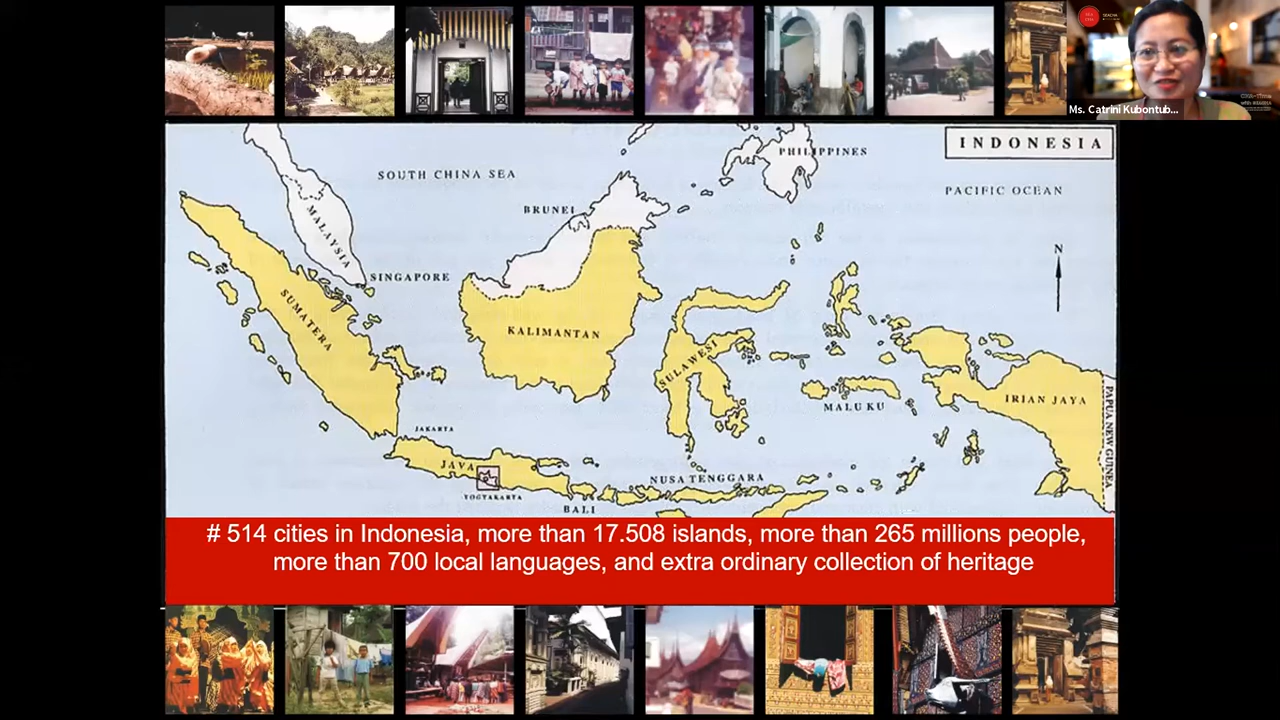 SEACHA
Ms. Catrini Kubontub...
INDONESIA
PHILIPPINES
SOUTH CHINA SEA
PACIFIC OCEAN
BRUNEI
MALAYSIA
N
SINGAPORE
SUMATERA
KALIMANTAN
SULAWESI
MALUKU
IRIAN JAYA
PAPUA NEW GUINEA
JAKARTA
JAVA
YOGYAKARTA
NUSA TENGGARA
BALI
# 514 cities in Indonesia, more than 17.508 islands, more than 265 millions people,
more than 700 local languages, and extra ordinary collection of heritage